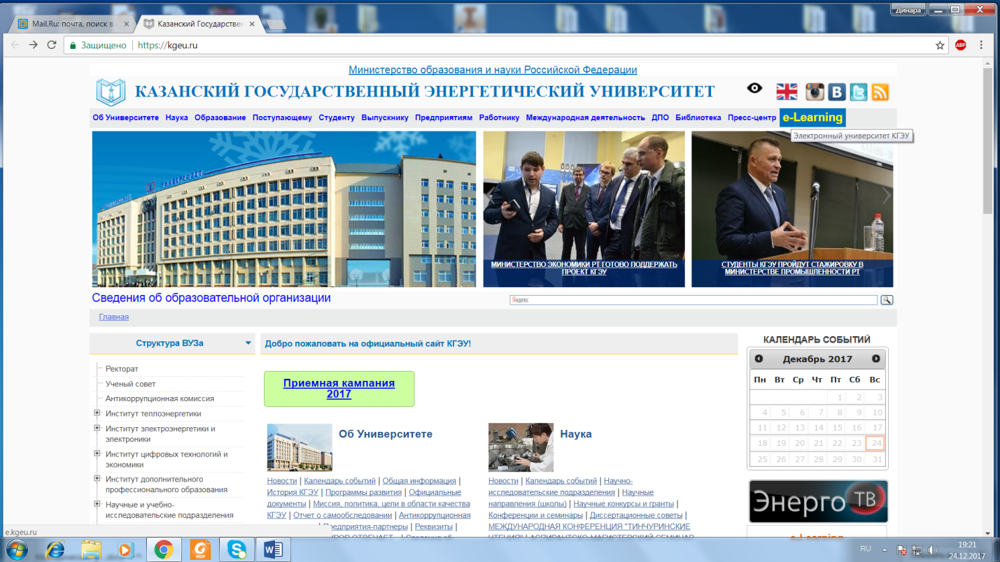 Динара
Mail.Ru: почта, поиск в
Казанский Государствен
Защищено
https://kgeu.ru
ABP
Министерство образования и науки Российской Федерации
КАЗАНСКИЙ ГОСУДАРСТВЕННЫЙ ЭНЕРГЕТИЧЕСКИЙ УНИВЕРСИТЕТ
Об Университете Наука Образование Поступающему Студенту Выпускнику Предприятиям Работнику Международная деятельность ДПО Библиотека Пресс-центр e-Learning
Электронный университет КГЭУ
УНИВЕРСИТЕТ
МИНИСТЕРСТВО ЭКОНОМИКИ РТ ГОТОВО ПОДДЕРЖАТЬ
ПРОЕКТ КГЭУ
СТУДЕНТЫ КГЭУ ПРОЙДУТ СТАЖИРОВКУ В
МИНИСТЕРСТВЕ ПРОМЫШЛЕННОСТИ РТ
Сведения об образовательной организации
Яндекс
Главная
Структура ВУЗа
Ректорат
Ученый совет
Антикоррупционная комиссия
Институт теплоэнергетики
Институт электроэнергетики и
электроники
Институт цифровых технологий и
экономики
Институт дополнительного
профессионального образования
Научные и учебно-
исследовательские подразделения
Добро пожаловать на официальный сайт КГЭУ!
Приемная кампания
2017
Об Университете
Новости | Календарь событий | Общая информация |
История КГЭУ | Программы развития | Официальные
документы | Миссия, политика, цели в области качества
КГЭУ | Отчет о самообследовании | Антикоррупционная
Предприятия-партнеры | Реквизиты |
Наука
Новости | Календарь событий | Научно-
исследовательские подразделения | Научные
направления (школы) | Научные конкурсы и гранты |
Конференции и семинары | Диссертационные советы |
МЕЖДУНАРОДНАЯ КОНФЕРЕНЦИЯ "ТИНЧУРИНСКИЕ
ЧТЕНИЯ" | АСПИРАНТСКО-МАГИСТЕРСКИЙ СЕМИНАР
КАЛЕНДАРЬ СОБЫТИЙ
Декабрь 2017
Пн Вт Ср Чт Пт Сб Вс
1 2 3
4 5 6 7 8 9 10
11 12 13 14 15 16 17
18 19 20 21 22 23 24
25 26 27 28 29 30 31
Энерго ТВ
e-Learning
e.kgeu.ru
PDF
RU
19:21
24.12.2017